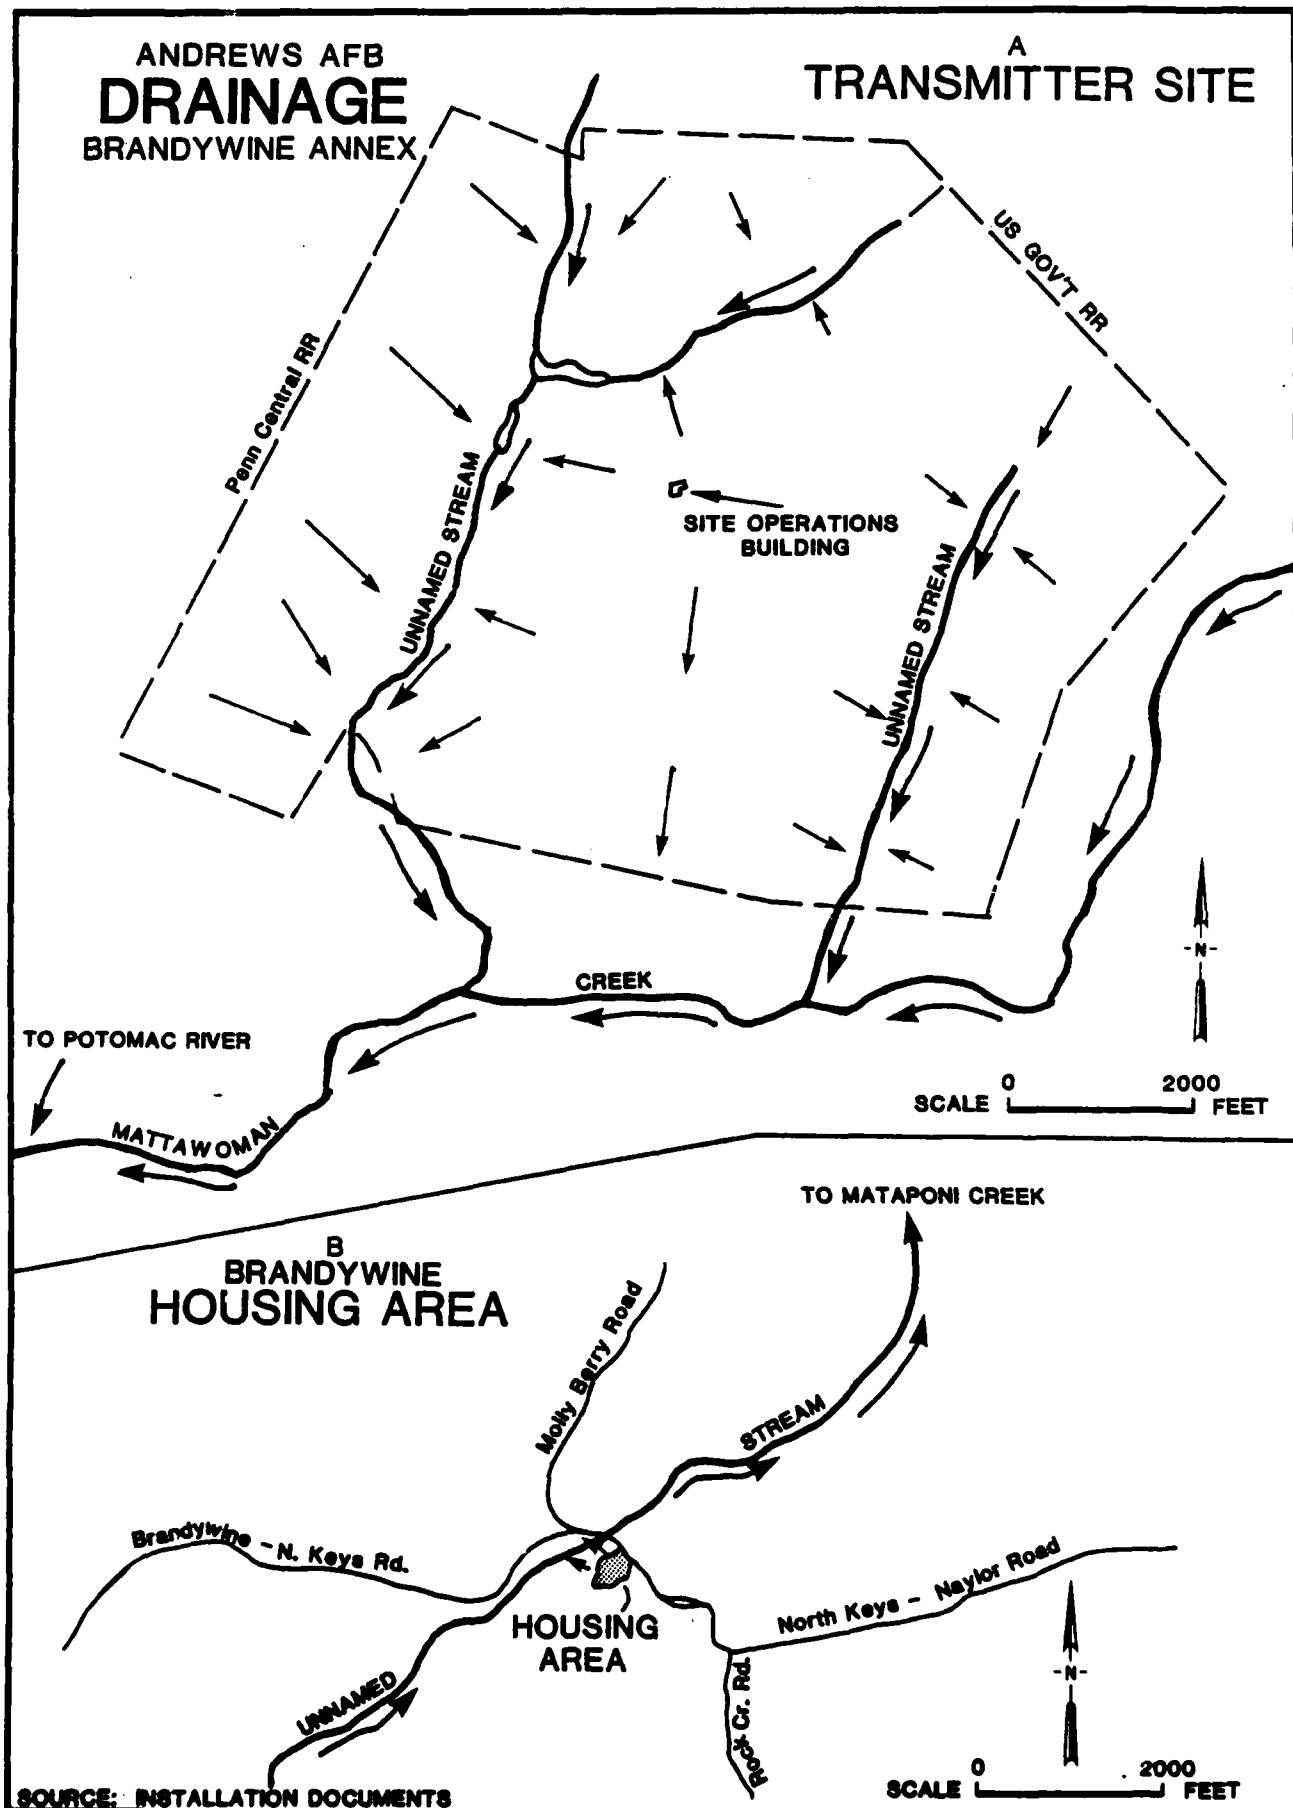 ANDREWS AFB
DRAINAGE
BRANDYWINE ANNEX
A
TRANSMITTER SITE
US GOV'T RR
Penn Central RR
UNNAMED STREAM
SITE OPERATIONS
BUILDING
UNNAMED STREAM
-N-
CREEK
TO POTOMAC RIVER
0 2000
SCALE FEET
MATTAWOMAN
TO MATAPONI CREEK
B
BRANDYWINE
HOUSING AREA
Molly Berry Road
STREAM
Brandywine - N. Keys Rd.
North Keys - Naylor Road
HOUSING
AREA
UNNAMED
Rock Cr. Rd.
-N-
0 2000
SCALE FEET
SOURCE: INSTALLATION DOCUMENTS